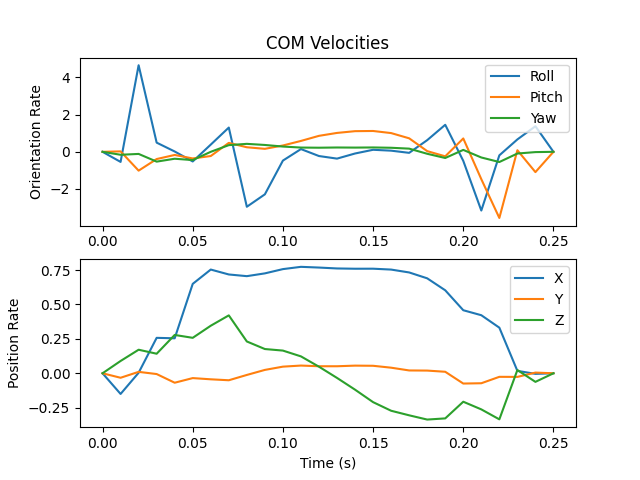 COM Velocities
Orientation Rate
4
2
0
−2
Roll
Pitch
Yaw
0.00 0.05 0.10 0.15 0.20 0.25
Position Rate
0.75
0.50
0.25
0.00
−0.25
X
Y
Z
0.00 0.05 0.10 0.15 0.20 0.25
Time (s)